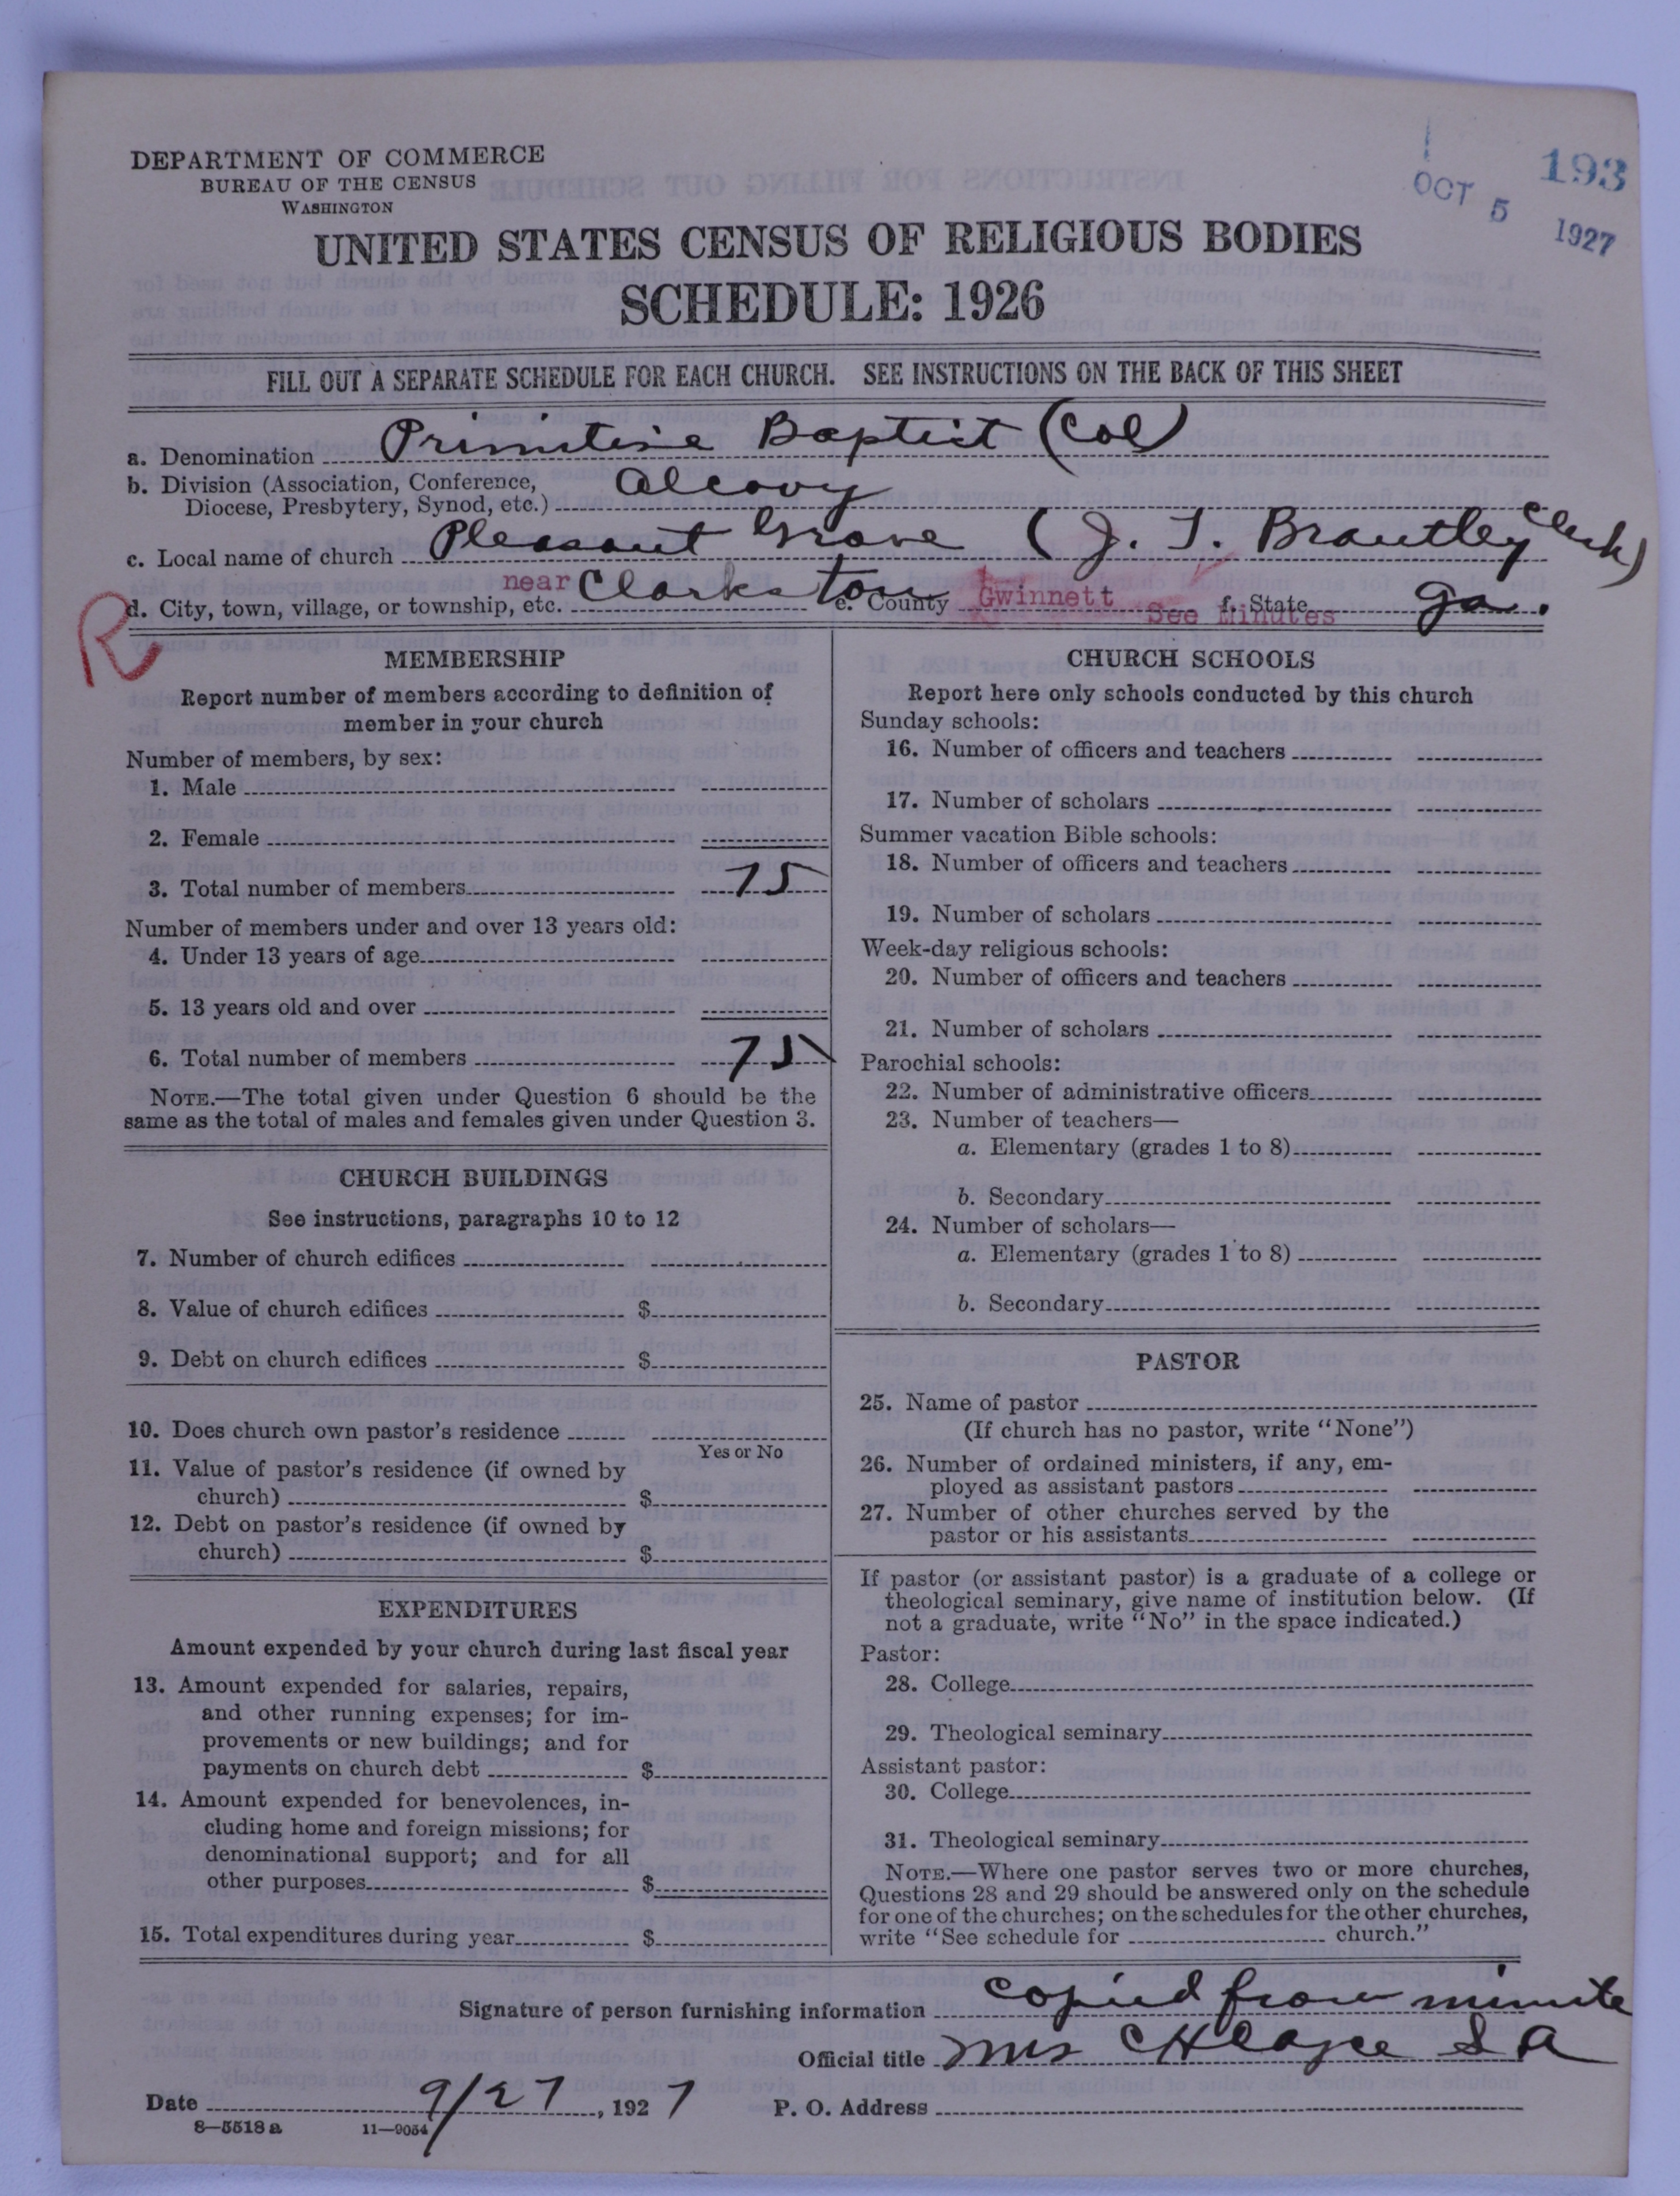 DEPARTMENT OF COMMERCE
BUREAU OF THE CENSUS
WASHINGTON
193
OCT 5 1927
UNITED STATES CENSUS OF RELIGIOUS BODIES
SCHEDULE: 1926
FILL OUT A SEPARATE SCHEDULE FOR EACH CHURCH. SEE INSTRUCTIONS ON THE BACK OF THIS SHEET
a. Denomination Primitive Baptist (Col)
b. Division (Association, Conference, Diocese, Presbytery, Synod, etc.) Alcovy
c. Local name of church Pleasant Grove (J. T. Brantley Clerk)
R
d. City, town, village, or township, etc. near Clarkston e. County Gwinnett See Minutes f. State Ga.
MEMBERSHIP
Report number of members according to definition of
member in your church
Number of members, by sex:
1. Male
2. Female
3. Total number of members 75
Number of members under and over 13 years old:
4. Under 13 years of age
5. 13 years old and over
6. Total number of members 75
NOTE.—The total given under Question 6 should be the
same as the total of males and females given under Question 3.
CHURCH BUILDINGS
See instructions, paragraphs 10 to 12
7. Number of church edifices
8. Value of church edifices $
9. Debt on church edifices $
10. Does church own pastor's residence
Yes or No
11. Value of pastor's residence (if owned by
church) $
12. Debt on pastor's residence (if owned by
church) $
EXPENDITURES
Amount expended by your church during last fiscal year
13. Amount expended for salaries, repairs,
and other running expenses; for im-
provements or new buildings; and for
payments on church debt $
14. Amount expended for benevolences, in-
cluding home and foreign missions; for
denominational support; and for all
other purposes $
15. Total expenditures during year $
CHURCH SCHOOLS
Report here only schools conducted by this church
Sunday schools:
16. Number of officers and teachers
17. Number of scholars
Summer vacation Bible schools:
18. Number of officers and teachers
19. Number of scholars
Week-day religious schools:
20. Number of officers and teachers
21. Number of scholars
Parochial schools:
22. Number of administrative officers
23. Number of teachers—
a. Elementary (grades 1 to 8)
b. Secondary
24. Number of scholars—
a. Elementary (grades 1 to 8)
b. Secondary
PASTOR
25. Name of pastor
(If church has no pastor, write "None")
26. Number of ordained ministers, if any, em-
ployed as assistant pastors
27. Number of other churches served by the
pastor or his assistants
If pastor (or assistant pastor) is a graduate of a college or
theological seminary, give name of institution below. (If
not a graduate, write "No" in the space indicated.)
Pastor:
28. College
29. Theological seminary
Assistant pastor:
30. College
31. Theological seminary
NOTE.—Where one pastor serves two or more churches,
Questions 28 and 29 should be answered only on the schedule
for one of the churches; on the schedules for the other churches,
write "See schedule for church."
Signature of person furnishing information copied from minute
Official title Mrs C H S A
Date 9/27, 1927 P. O. Address
8—5518a 11—9054